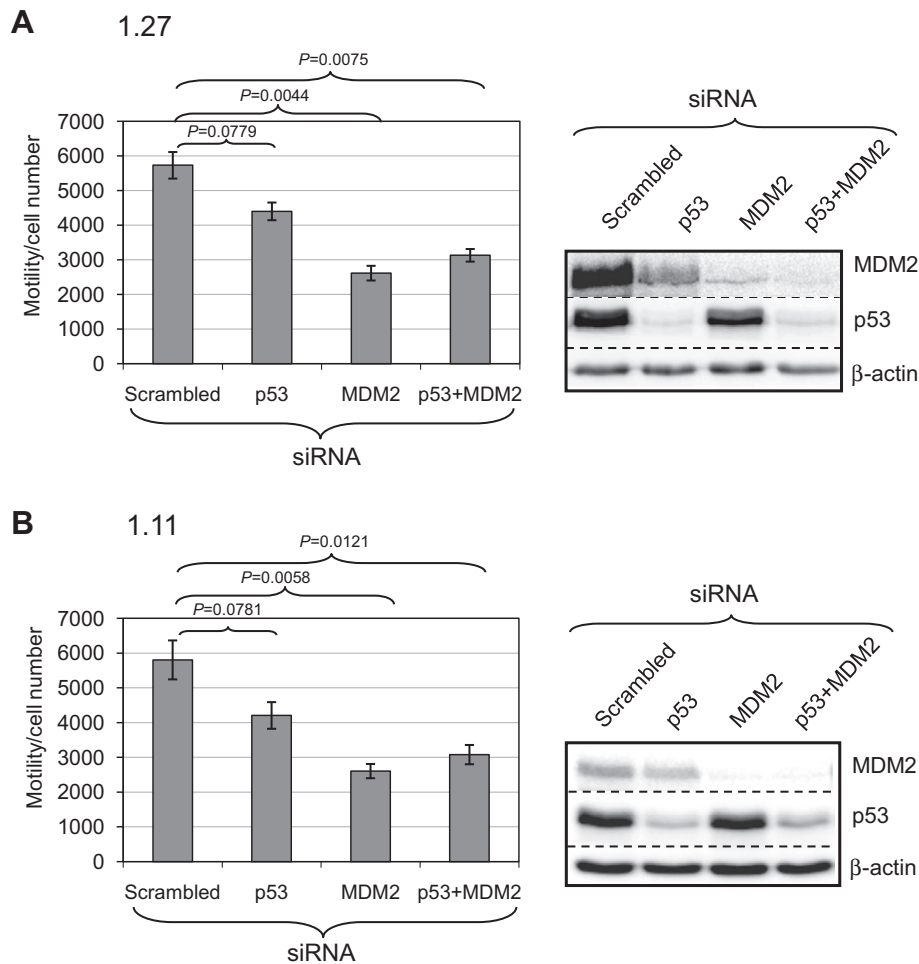 A
1.27
P=0.0075
P=0.0044
P=0.0779
7000
6000
5000
4000
3000
2000
1000
0
Motility/cell number
Scrambled p53 MDM2 p53+MDM2
siRNA
siRNA
Scrambled p53 MDM2 p53+MDM2
MDM2
p53
β-actin
B
1.11
P=0.0121
P=0.0058
P=0.0781
7000
6000
5000
4000
3000
2000
1000
0
Motility/cell number
Scrambled p53 MDM2 p53+MDM2
siRNA
siRNA
Scrambled p53 MDM2 p53+MDM2
MDM2
p53
β-actin